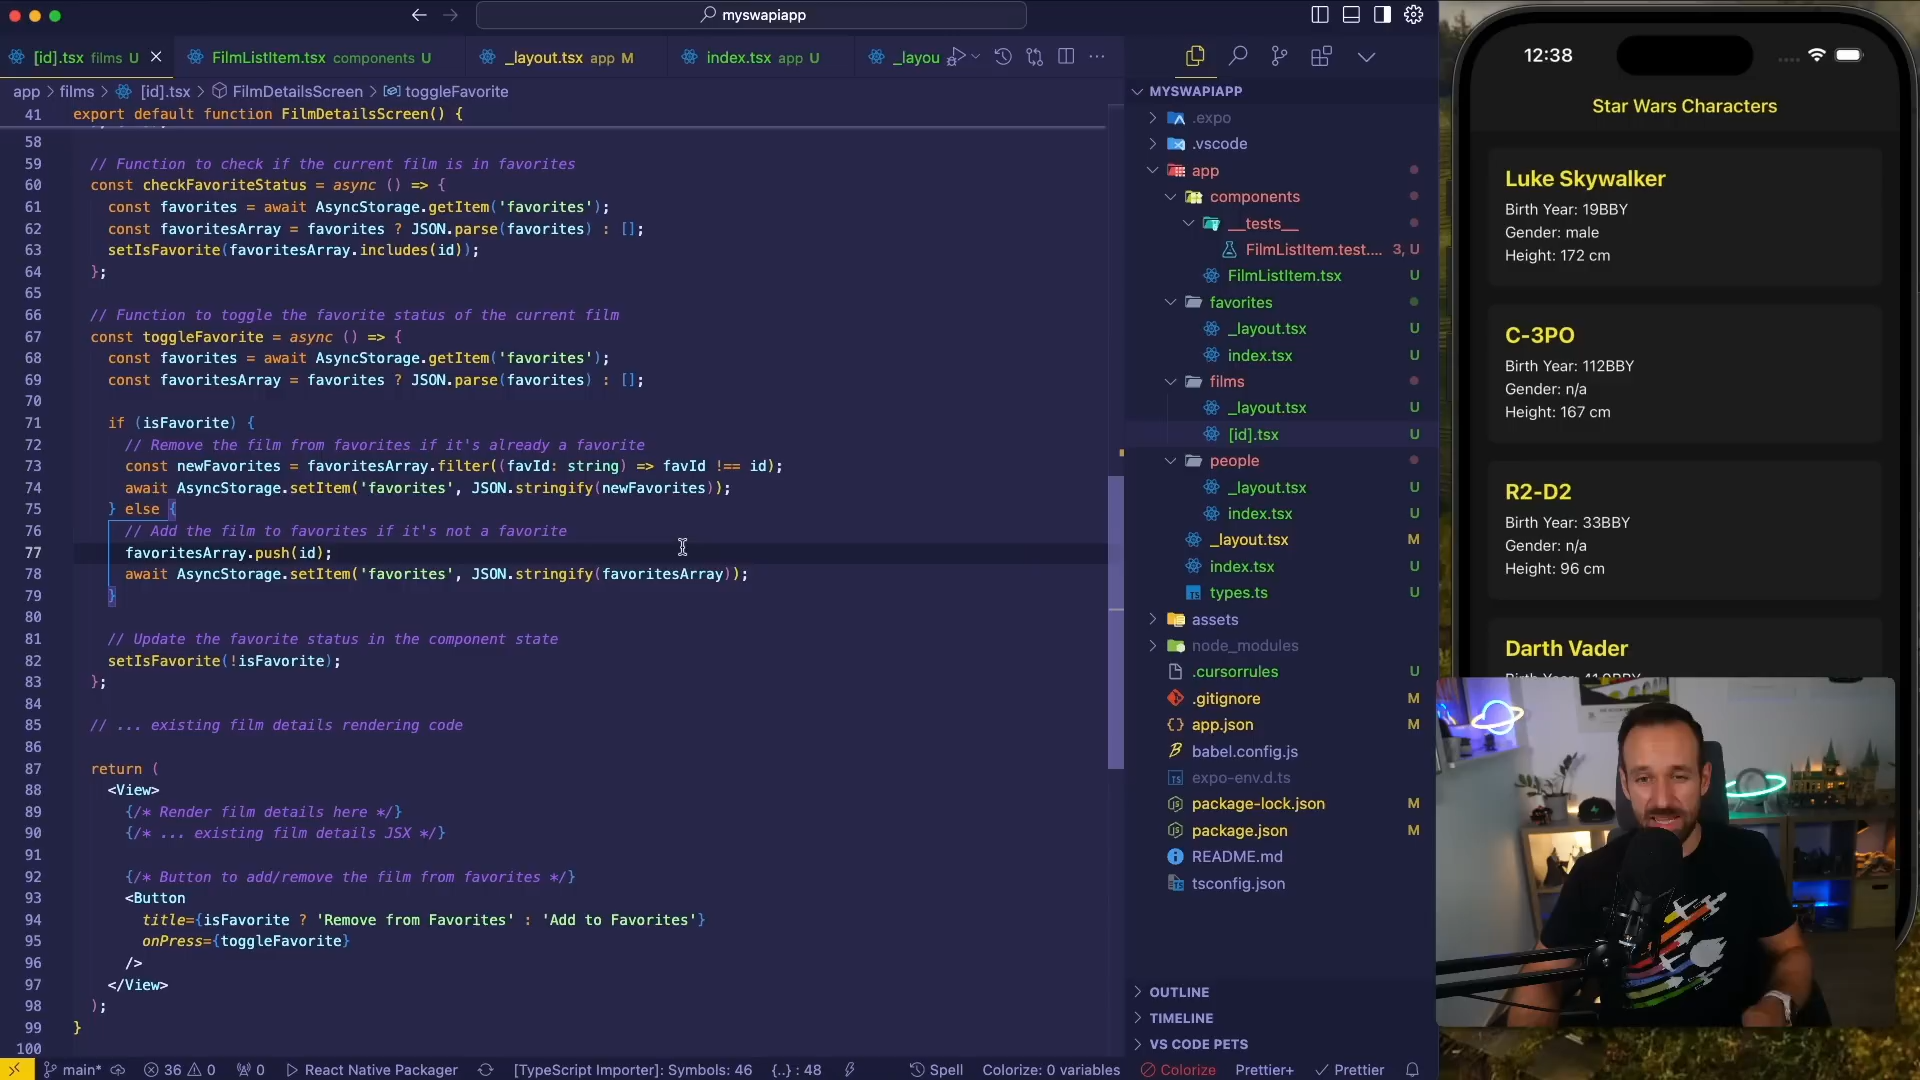 myswapiapp
[id].tsx films U
FilmListItem.tsx components U
_layout.tsx app M
index.tsx app U
_layou
app > films > [id].tsx > FilmDetailsScreen > toggleFavorite
41 export default function FilmDetailsScreen() {
58
59 // Function to check if the current film is in favorites
60 const checkFavoriteStatus = async () => {
61 const favorites = await AsyncStorage.getItem('favorites');
62 const favoritesArray = favorites ? JSON.parse(favorites) : [];
63 setIsFavorite(favoritesArray.includes(id));
64 };
65
66 // Function to toggle the favorite status of the current film
67 const toggleFavorite = async () => {
68 const favorites = await AsyncStorage.getItem('favorites');
69 const favoritesArray = favorites ? JSON.parse(favorites) : [];
70
71 if (isFavorite) {
72 // Remove the film from favorites if it's already a favorite
73 const newFavorites = favoritesArray.filter((favId: string) => favId !== id);
74 await AsyncStorage.setItem('favorites', JSON.stringify(newFavorites));
75 } else {
76 // Add the film to favorites if it's not a favorite
77 favoritesArray.push(id);
78 await AsyncStorage.setItem('favorites', JSON.stringify(favoritesArray));
79 }
80
81 // Update the favorite status in the component state
82 setIsFavorite(!isFavorite);
83 };
84
85 // ... existing film details rendering code
86
87 return (
88 <View>
89 {/* Render film details here */}
90 {/* ... existing film details JSX */}
91
92 {/* Button to add/remove the film from favorites */}
93 <Button
94 title={isFavorite ? 'Remove from Favorites' : 'Add to Favorites'}
95 onPress={toggleFavorite}
96 />
97 </View>
98 );
99 }
100
MYSWAPIAPP
.expo
.vscode
app
components
__tests__
FilmListItem.test.... 3, U
FilmListItem.tsx U
favorites
_layout.tsx U
index.tsx U
films
_layout.tsx U
[id].tsx U
people
_layout.tsx U
index.tsx U
_layout.tsx M
index.tsx U
types.ts U
assets
node_modules
.cursorrules U
.gitignore M
app.json M
babel.config.js
expo-env.d.ts
package-lock.json M
package.json M
README.md
tsconfig.json
OUTLINE
TIMELINE
VS CODE PETS
main* 36 0 0 React Native Packager [TypeScript Importer]: Symbols: 46 {..} : 48 Spell Colorize: 0 variables Colorize Prettier+ Prettier
12:38
Star Wars Characters
Luke Skywalker
Birth Year: 19BBY
Gender: male
Height: 172 cm
C-3PO
Birth Year: 112BBY
Gender: n/a
Height: 167 cm
R2-D2
Birth Year: 33BBY
Gender: n/a
Height: 96 cm
Darth Vader
Birth Year: 41.9BBY